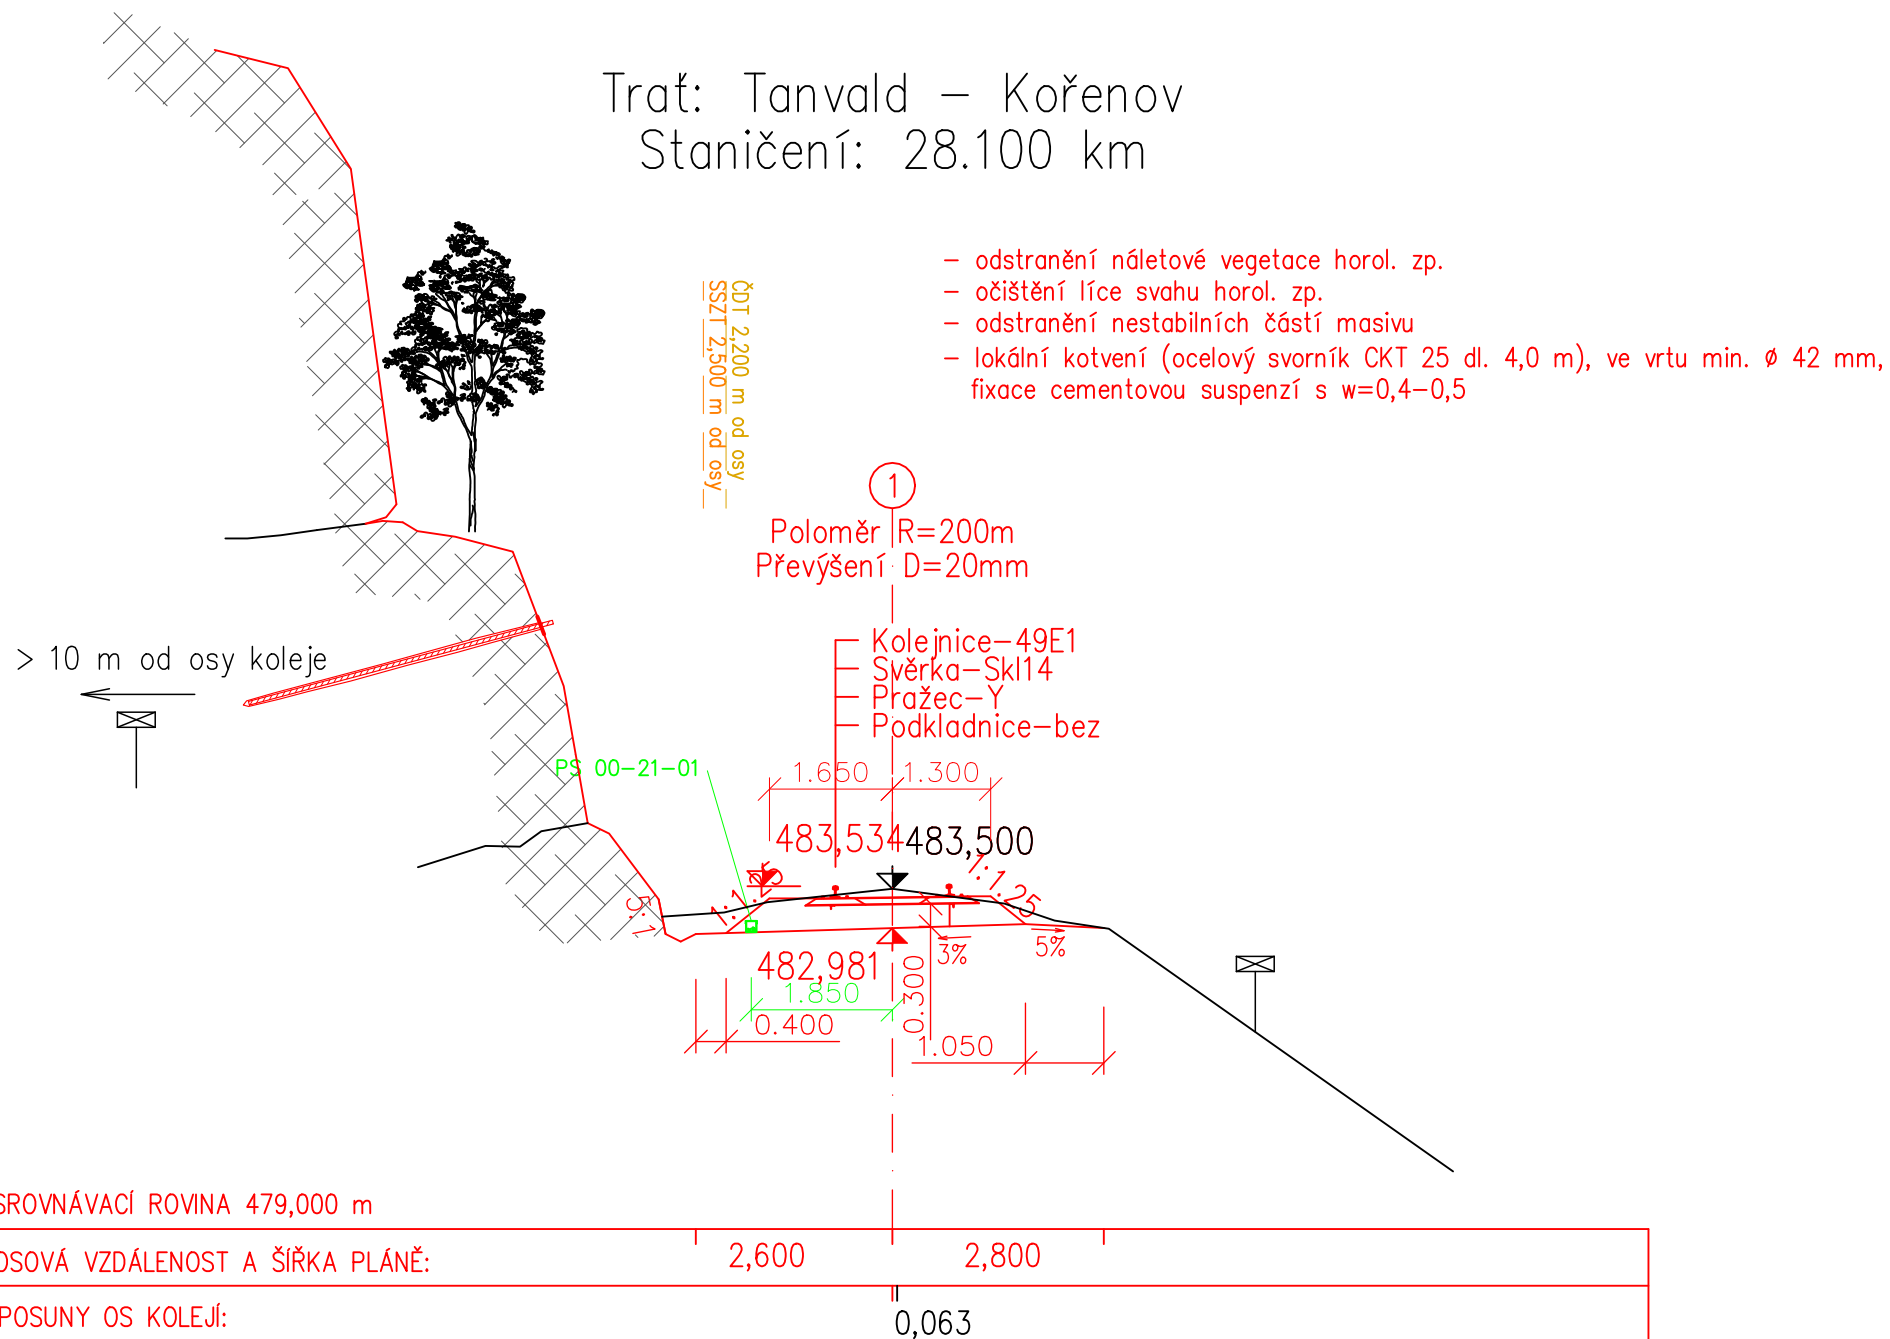 Trať: Tanvald – Kořenov
Staničení: 28.100 km
– odstranění náletové vegetace horol. zp.
– očištění líce svahu horol. zp.
– odstranění nestabilních částí masivu
– lokální kotvení (ocelový svorník CKT 25 dl. 4,0 m), ve vrtu min. ø 42 mm,
fixace cementovou suspenzí s w=0,4–0,5
ČDT 2,200 m od osy
SSZT 2,500 m od osy
1
Poloměr R=200m
Převýšení D=20mm
> 10 m od osy koleje
Kolejnice–49E1
Svěrka–Skl14
Pražec–Y
Podkladnice–bez
PS 00–21–01
1.650
1.300
483,534
483,500
1:1.25
1:1.25
5:1
3%
5%
482,981
1.850
0.300
0.400
1.050
SROVNÁVACÍ ROVINA 479,000 m
OSOVÁ VZDÁLENOST A ŠÍŘKA PLÁNĚ:
2,600
2,800
POSUNY OS KOLEJÍ:
0,063